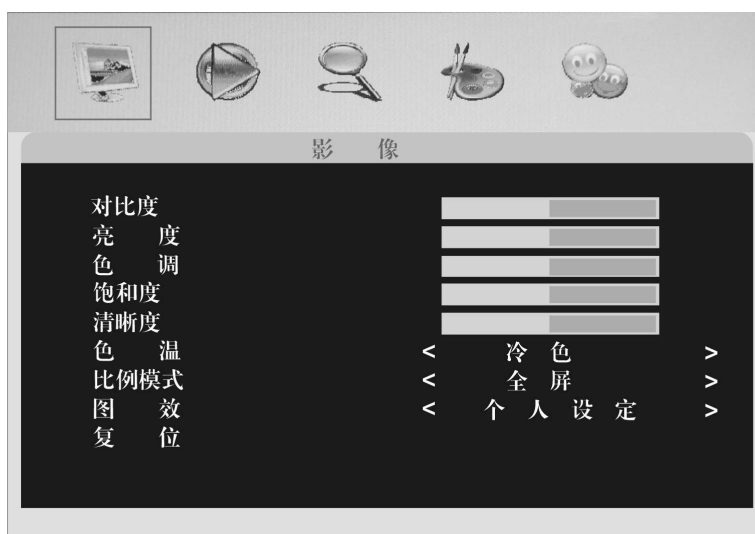 影 像
对比度
亮 度
色 调
饱和度
清晰度
色 温 < 冷 色 >
比例模式 < 全 屏 >
图 效 < 个 人 设 定 >
复 位